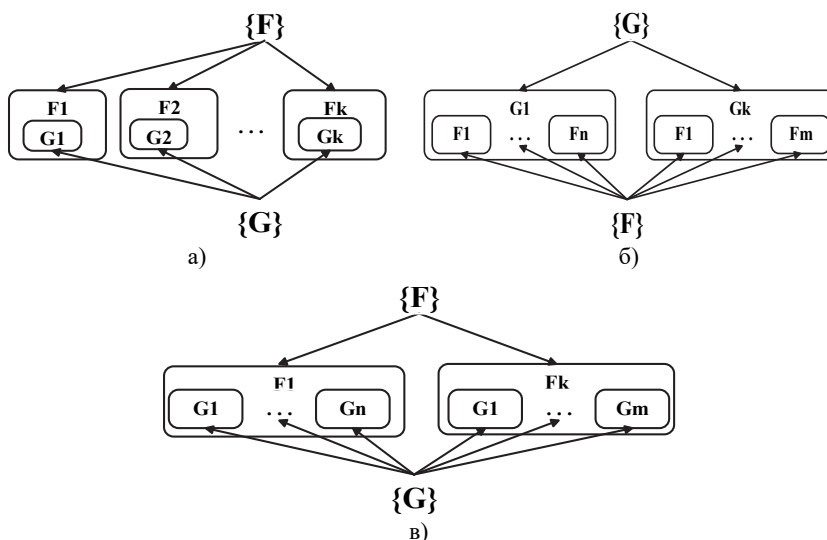 {F}
F1 F2 ... Fk
G1 G2 Gk
{G}
а)
{G}
G1 Gk
F1 ... Fn F1 ... Fm
{F}
б)
{F}
F1 Fk
G1 ... Gn G1 ... Gm
{G}
в)